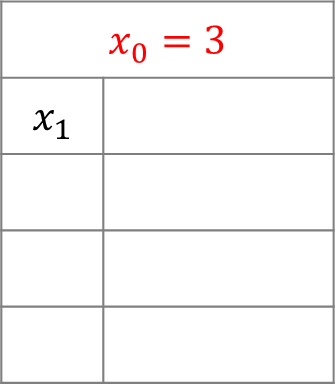 x₀ = 3
x₁